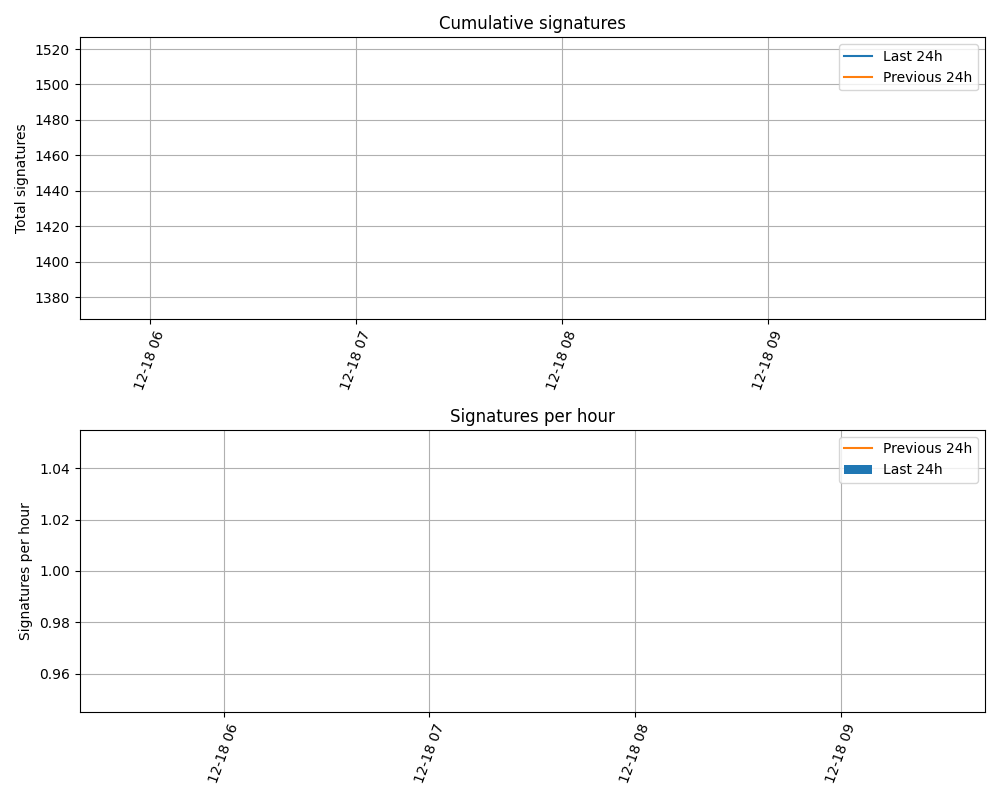 Cumulative signatures
Last 24h
Previous 24h
Total signatures
1520
1500
1480
1460
1440
1420
1400
1380
12-18 06
12-18 07
12-18 08
12-18 09
Signatures per hour
Previous 24h
Last 24h
Signatures per hour
1.04
1.02
1.00
0.98
0.96
12-18 06
12-18 07
12-18 08
12-18 09